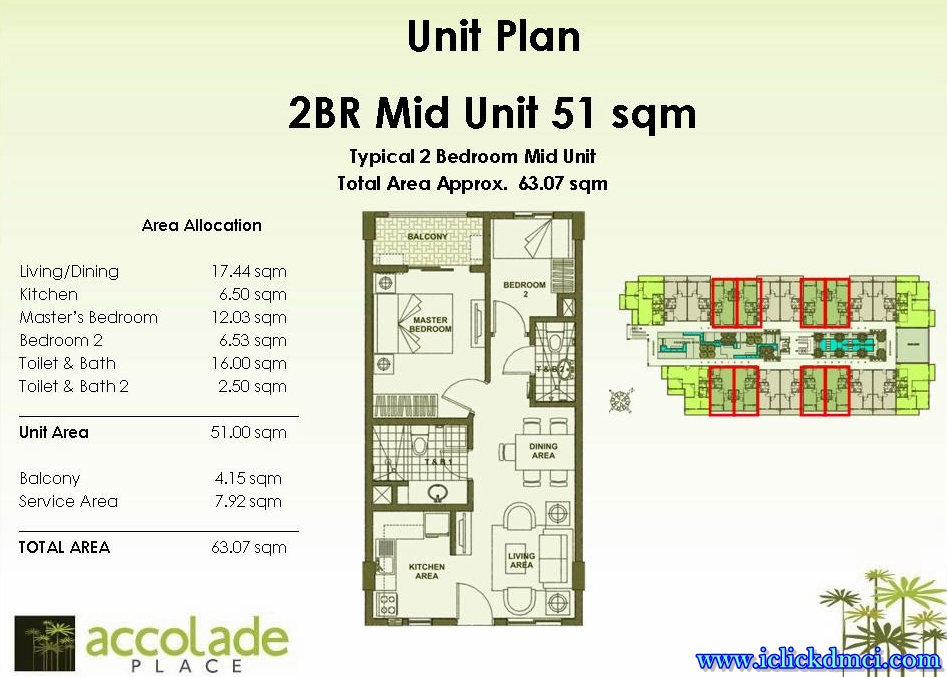 Unit Plan
2BR Mid Unit 51 sqm
Typical 2 Bedroom Mid Unit
Total Area Approx. 63.07 sqm
Area Allocation
Living/Dining 17.44 sqm
Kitchen 6.50 sqm
Master's Bedroom 12.03 sqm
Bedroom 2 6.53 sqm
Toilet & Bath 16.00 sqm
Toilet & Bath 2 2.50 sqm
Unit Area 51.00 sqm
Balcony 4.15 sqm
Service Area 7.92 sqm
TOTAL AREA 63.07 sqm
BALCONY
BEDROOM
2
MASTER
BEDROOM
T & B 2
DINING
AREA
T & B 1
LIVING
AREA
KITCHEN
AREA
accolade
PLACE
www.iclickdmci.com